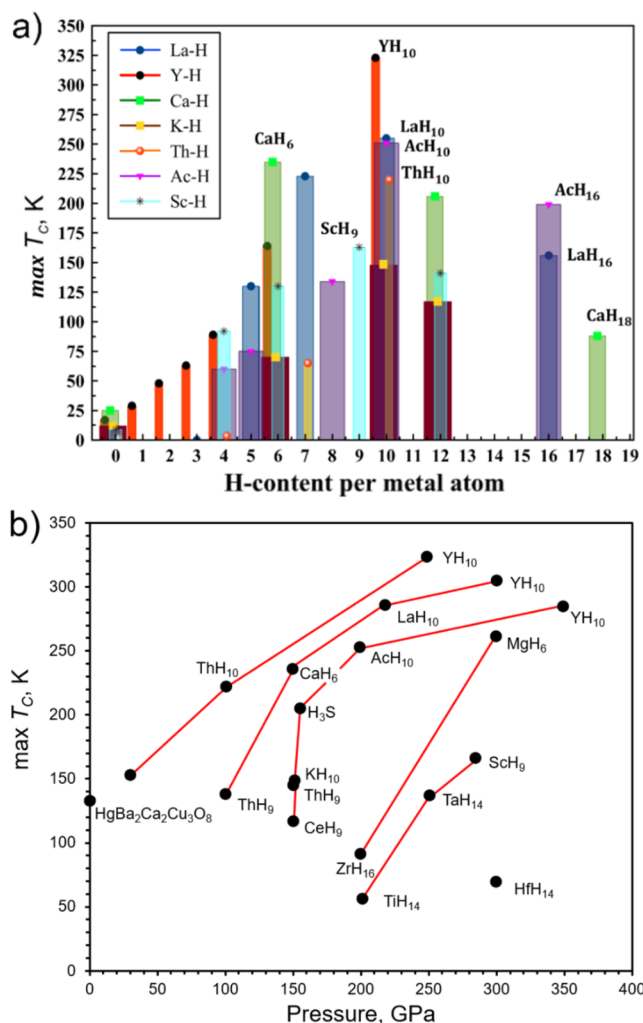 a)
La-H
Y-H
Ca-H
K-H
Th-H
Ac-H
Sc-H
max T_C, K
350
325
300
275
250
225
200
175
150
125
100
75
50
25
0
YH₁₀
LaH₁₀
AcH₁₀
ThH₁₀
CaH₆
ScH₉
AcH₁₆
LaH₁₆
CaH₁₈
0 1 2 3 4 5 6 7 8 9 10 11 12 13 14 15 16 17 18 19
H-content per metal atom
b)
max T_C, K
350
300
250
200
150
100
50
0
YH₁₀
YH₁₀
LaH₁₀
YH₁₀
MgH₆
AcH₁₀
CaH₆
ThH₁₀
H₃S
ScH₉
KH₁₀
ThH₉
ThH₉
TaH₁₄
HgBa₂Ca₂Cu₃O₈
CeH₉
ZrH₁₆
TiH₁₄
HfH₁₄
0 50 100 150 200 250 300 350 400
Pressure, GPa